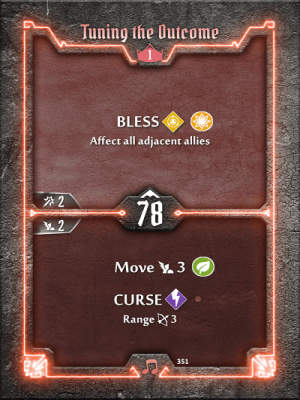 Tuning the Outcome
1
BLESS
Affect all adjacent allies
2
78
2
Move 3
CURSE
Range 3
351